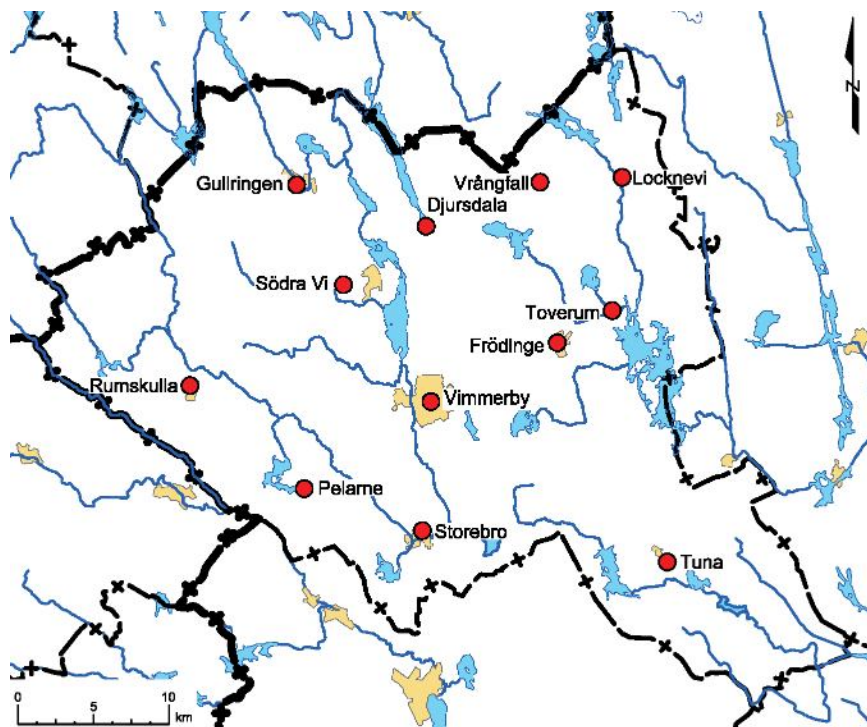 N
Gullringen
Vrångfall
Locknevi
Djursdala
Södra Vi
Toverum
Frödinge
Rumskulla
Vimmerby
Pelarne
Storebro
Tuna
0 5 10
km